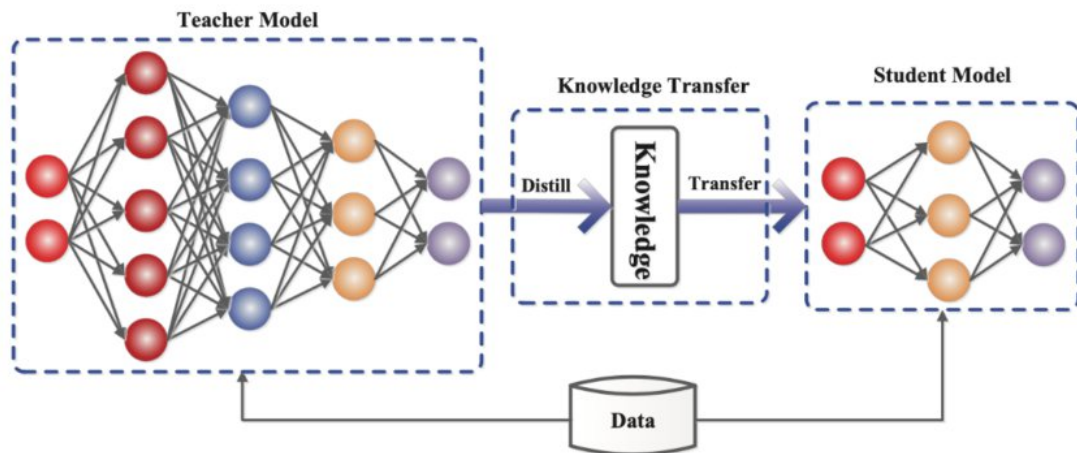 Teacher Model
Knowledge Transfer
Student Model
Distill
Knowledge
Transfer
Data